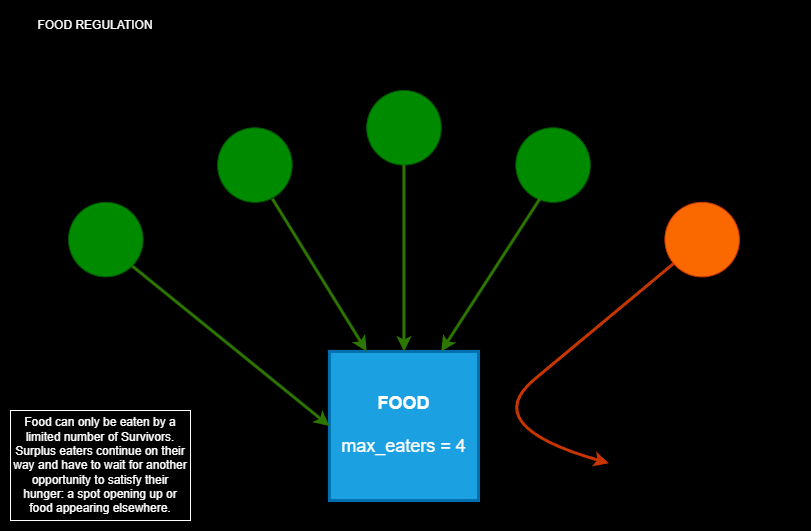 FOOD REGULATION
FOOD
max_eaters = 4
Food can only be eaten by a
limited number of Survivors.
Surplus eaters continue on their
way and have to wait for another
opportunity to satisfy their
hunger: a spot opening up or
food appearing elsewhere.